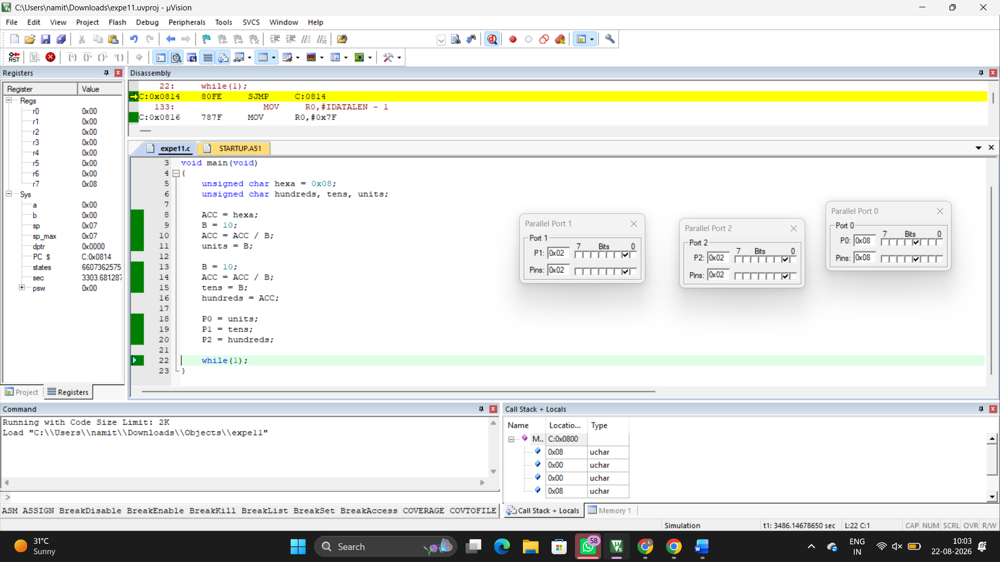 C:\Users\namit\Downloads\expe11.uvproj - µVision
File Edit View Project Flash Debug Peripherals Tools SVCS Window Help
RST
Registers
Register Value
Regs
r0 0x00
r1 0x00
r2 0x00
r3 0x00
r4 0x00
r5 0x00
r6 0x00
r7 0x08
Sys
a 0x00
b 0x00
sp 0x07
sp_max 0x07
dptr 0x0000
PC $ C:0x0814
states 6607362575
sec 3303.681287
psw 0x00
Project Registers
Disassembly
22: while(1);
C:0x0814 80FE SJMP C:0814
133: MOV R0,#IDATALEN - 1
C:0x0816 787F MOV R0,#0x7F
expe11.c STARTUP.A51
3 void main(void)
4 {
5 unsigned char hexa = 0x08;
6 unsigned char hundreds, tens, units;
7
8 ACC = hexa;
9 B = 10;
10 ACC = ACC / B;
11 units = B;
12
13 B = 10;
14 ACC = ACC / B;
15 tens = B;
16 hundreds = ACC;
17
18 P0 = units;
19 P1 = tens;
20 P2 = hundreds;
21
22 while(1);
23 }
Parallel Port 1
Port 1
7 Bits 0
P1: 0x02
Pins: 0x02
Parallel Port 2
Port 2
7 Bits 0
P2: 0x02
Pins: 0x02
Parallel Port 0
Port 0
7 Bits 0
P0: 0x08
Pins: 0x08
Command
Running with Code Size Limit: 2K
Load "C:\\Users\\namit\\Downloads\\Objects\\expe11"
>
ASM ASSIGN BreakDisable BreakEnable BreakKill BreakList BreakSet BreakAccess COVERAGE COVTOFILE
Call Stack + Locals
Name Locatio... Type
M.. C:0x0800
0x08 uchar
0x00 uchar
0x00 uchar
0x08 uchar
Call Stack + Locals Memory 1
Simulation t1: 3486.14678650 sec L:22 C:1 CAP NUM SCRL OVR R/W
31°C
Sunny
Search
58
W
ENG
IN
10:03
22-08-2026